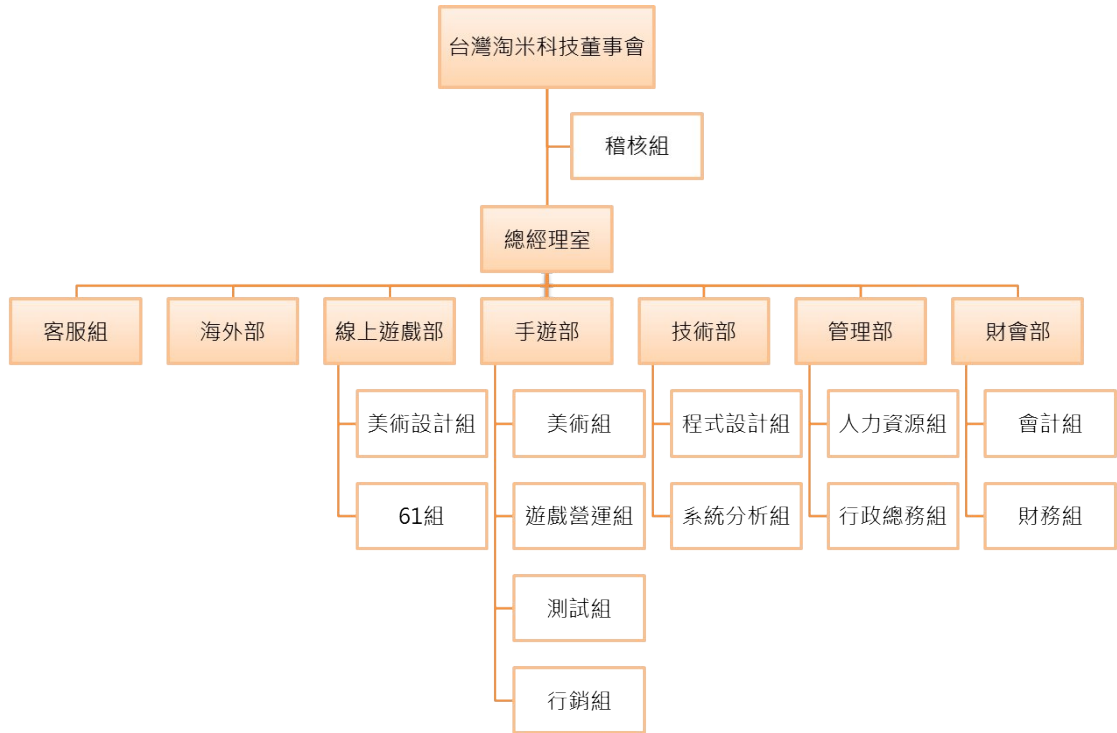 台灣淘米科技董事會
稽核組
總經理室
客服組
海外部
線上遊戲部
手遊部
技術部
管理部
財會部
美術設計組
美術組
程式設計組
人力資源組
會計組
61組
遊戲營運組
系統分析組
行政總務組
財務組
測試組
行銷組